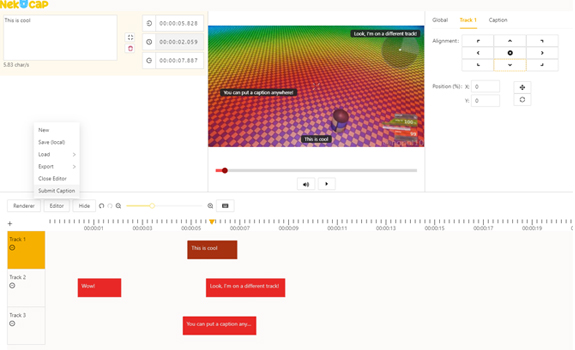 NekoCap
This is cool!
5.83 char/s
00:00:05.828
00:00:02.059
00:00:07.887
Look, I'm on a different track!
You can put a caption anywhere!
This is cool
Global
Track 1
Caption
Alignment:
Position (%):
X:
0
Y:
0
New
Save (local)
Load
Export
Close Editor
Submit Caption
Renderer
Editor
Hide
00:00:01
00:00:03
00:00:05
00:00:07
00:00:09
00:00:11
00:00:13
00:00:15
00:00:17
00:00:19
Track 1
This is cool
Track 2
Wow!
Look, I'm on a different track!
Track 3
You can put a caption any...